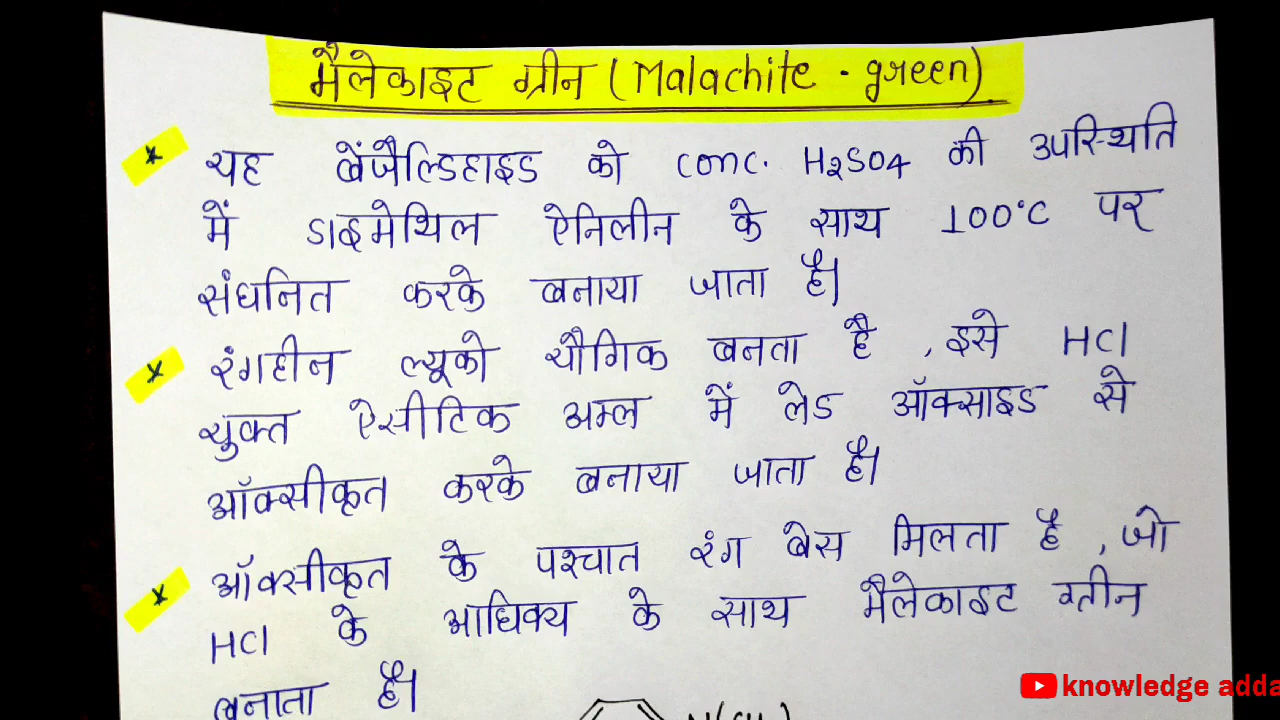 मैलेकाइट ग्रीन (Malachite - green)
* यह बेंजैल्डिहाइड को conc. H2SO4 की उपस्थिति
में डाइमेथिल ऐनिलीन के साथ 100°C पर
संघनित करके बनाया जाता है।
* रंगहीन ल्यूको यौगिक बनता है , इसे HCl
युक्त ऐसीटिक अम्ल में लेड ऑक्साइड से
ऑक्सीकृत करके बनाया जाता है।
* ऑक्सीकृत के पश्चात रंग बेस मिलता है , जो
HCl के आधिक्य के साथ मैलेकाइट ग्रीन
बनाता है।
knowledge adda